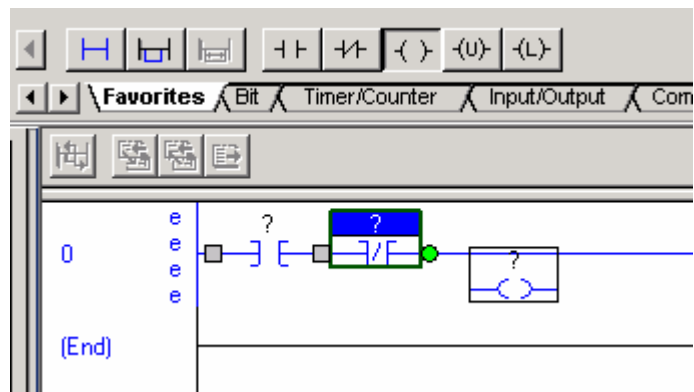 (U) (L)
Favorites Bit Timer/Counter Input/Output Com
e
? ?
0 e
e
?
e
(End)